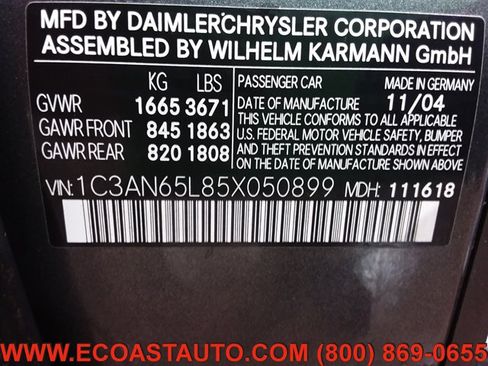 MFD BY DAIMLERCHRYSLER CORPORATION
ASSEMBLED BY WILHELM KARMANN GmbH
KG LBS
GVWR 1665 3671
GAWR FRONT 845 1863
GAWR REAR 820 1808
PASSENGER CAR MADE IN GERMANY
DATE OF MANUFACTURE 11/04
THIS VEHICLE CONFORMS TO ALL APPLICABLE
U.S. FEDERAL MOTOR VEHICLE SAFETY, BUMPER
AND THEFT PREVENTION STANDARDS IN EFFECT
ON THE DATE OF MANUFACTURE SHOWN ABOVE
VIN: 1C3AN65L85X050899 MDH: 111618
WWW.ECOASTAUTO.COM (800) 869-0655